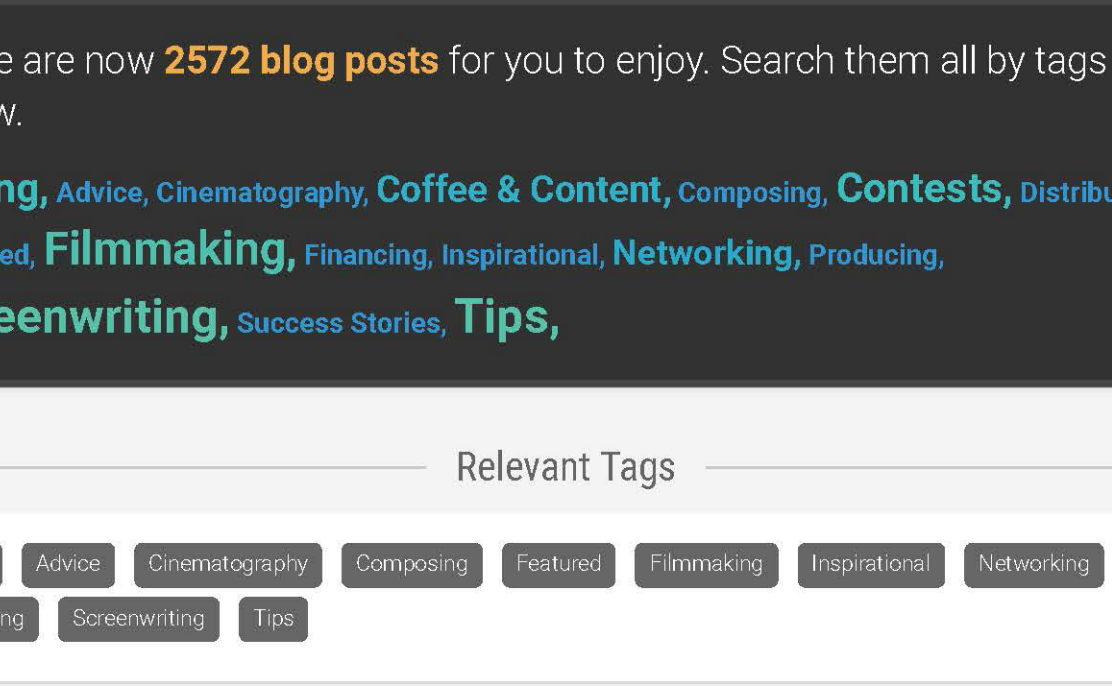 e are now 2572 blog posts for you to enjoy. Search them all by tags
w.
ng, Advice, Cinematography, Coffee & Content, Composing, Contests, Distribu
ed, Filmmaking, Financing, Inspirational, Networking, Producing,
eenwriting, Success Stories, Tips,
Relevant Tags
Advice Cinematography Composing Featured Filmmaking Inspirational Networking
ng Screenwriting Tips